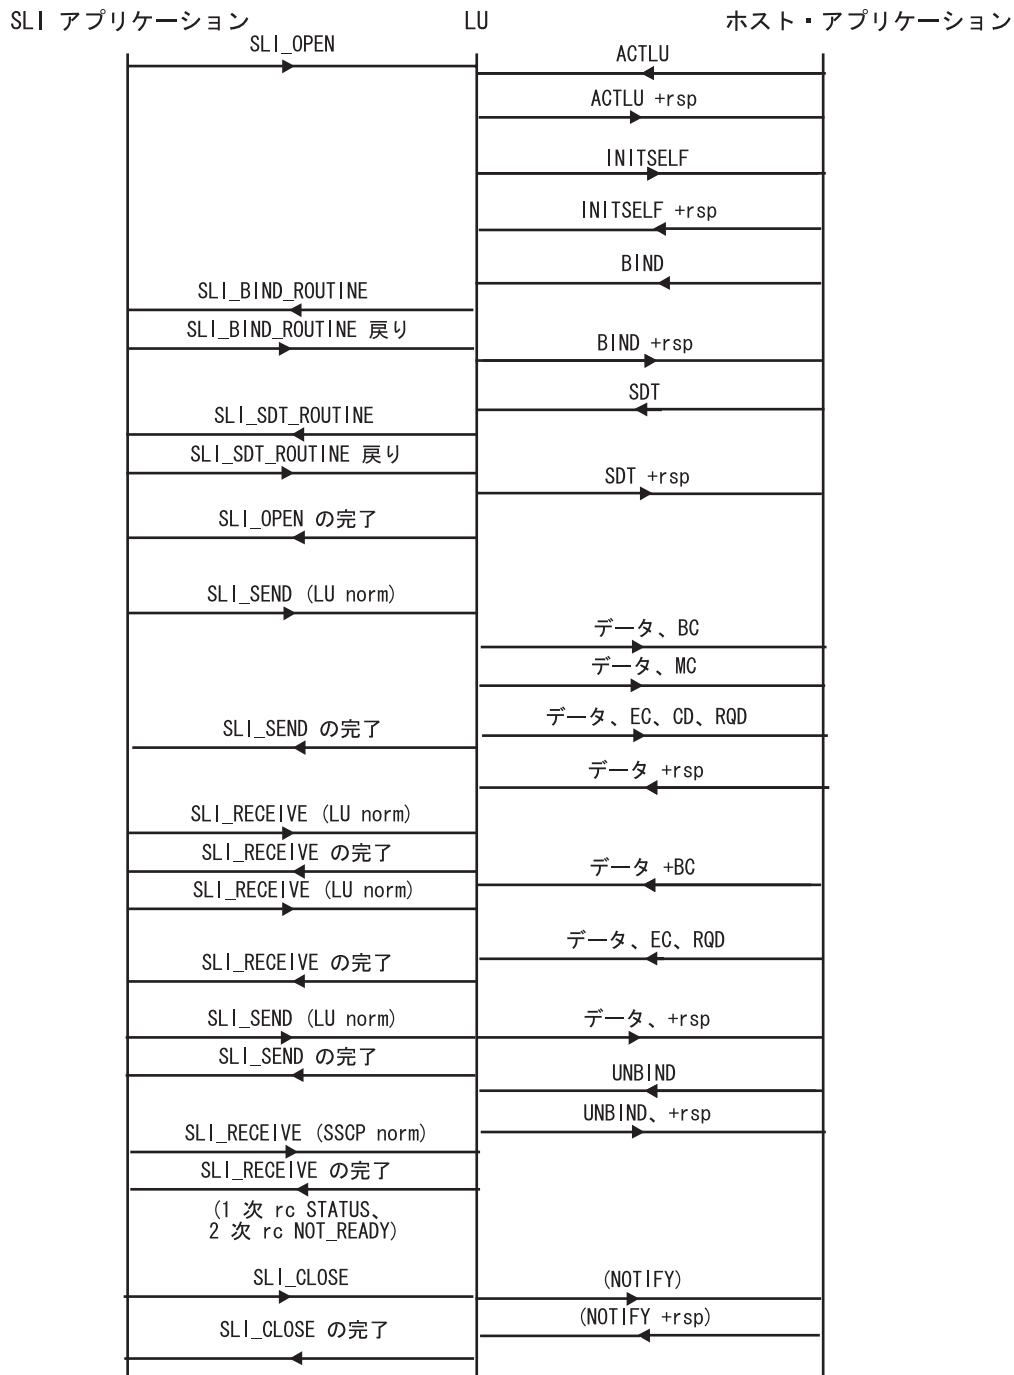 SLI アプリケーション LU ホスト・アプリケーション
SLI_OPEN
ACTLU
ACTLU +rsp
INITSELF
INITSELF +rsp
BIND
SLI_BIND_ROUTINE
SLI_BIND_ROUTINE 戻り
BIND +rsp
SDT
SLI_SDT_ROUTINE
SLI_SDT_ROUTINE 戻り
SDT +rsp
SLI_OPEN の完了
SLI_SEND (LU norm)
データ、BC
データ、MC
データ、EC、CD、RQD
SLI_SEND の完了
データ +rsp
SLI_RECEIVE (LU norm)
SLI_RECEIVE の完了
データ +BC
SLI_RECEIVE (LU norm)
データ、EC、RQD
SLI_RECEIVE の完了
SLI_SEND (LU norm)
データ、+rsp
SLI_SEND の完了
UNBIND
UNBIND、+rsp
SLI_RECEIVE (SSCP norm)
SLI_RECEIVE の完了
(1 次 rc STATUS、
2 次 rc NOT_READY)
SLI_CLOSE
(NOTIFY)
(NOTIFY +rsp)
SLI_CLOSE の完了